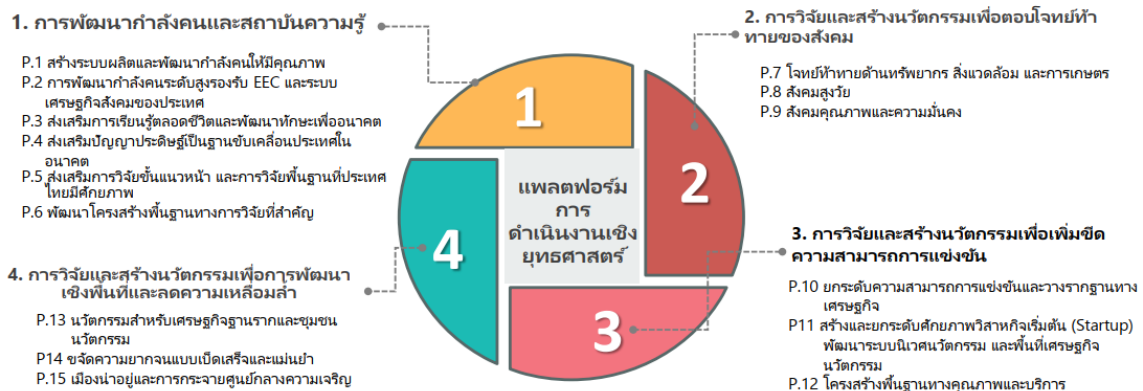 1. การพัฒนากำลังคนและสถาบันความรู้
P.1 สร้างระบบผลิตและพัฒนากำลังคนให้มีคุณภาพ
P.2 การพัฒนากำลังคนระดับสูงรองรับ EEC และระบบ
เศรษฐกิจสังคมของประเทศ
P.3 ส่งเสริมการเรียนรู้ตลอดชีวิตและพัฒนาทักษะเพื่ออนาคต
P.4 ส่งเสริมปัญญาประดิษฐ์เป็นฐานขับเคลื่อนประเทศใน
อนาคต
P.5 ส่งเสริมการวิจัยขั้นแนวหน้า และการวิจัยพื้นฐานที่ประเทศ
ไทยมีศักยภาพ
P.6 พัฒนาโครงสร้างพื้นฐานทางการวิจัยที่สำคัญ
2. การวิจัยและสร้างนวัตกรรมเพื่อตอบโจทย์ท้า
ทายของสังคม
P.7 โจทย์ท้าทายด้านทรัพยากร สิ่งแวดล้อม และการเกษตร
P.8 สังคมสูงวัย
P.9 สังคมคุณภาพและความมั่นคง
1
2
3
4
แพลตฟอร์ม
การ
ดำเนินงานเชิง
ยุทธศาสตร์
3. การวิจัยและสร้างนวัตกรรมเพื่อเพิ่มขีด
ความสามารถการแข่งขัน
P.10 ยกระดับความสามารถการแข่งขันและวางรากฐานทาง
เศรษฐกิจ
P11 สร้างและยกระดับศักยภาพวิสาหกิจเริ่มต้น (Startup)
พัฒนาระบบนิเวศนวัตกรรม และพื้นที่เศรษฐกิจ
นวัตกรรม
P.12 โครงสร้างพื้นฐานทางคุณภาพและบริการ
4. การวิจัยและสร้างนวัตกรรมเพื่อการพัฒนา
เชิงพื้นที่และลดความเหลื่อมล้ำ
P.13 นวัตกรรมสำหรับเศรษฐกิจฐานรากและชุมชน
นวัตกรรม
P14 ขจัดความยากจนแบบเบ็ดเสร็จและแม่นยำ
P.15 เมืองน่าอยู่และการกระจายศูนย์กลางความเจริญ